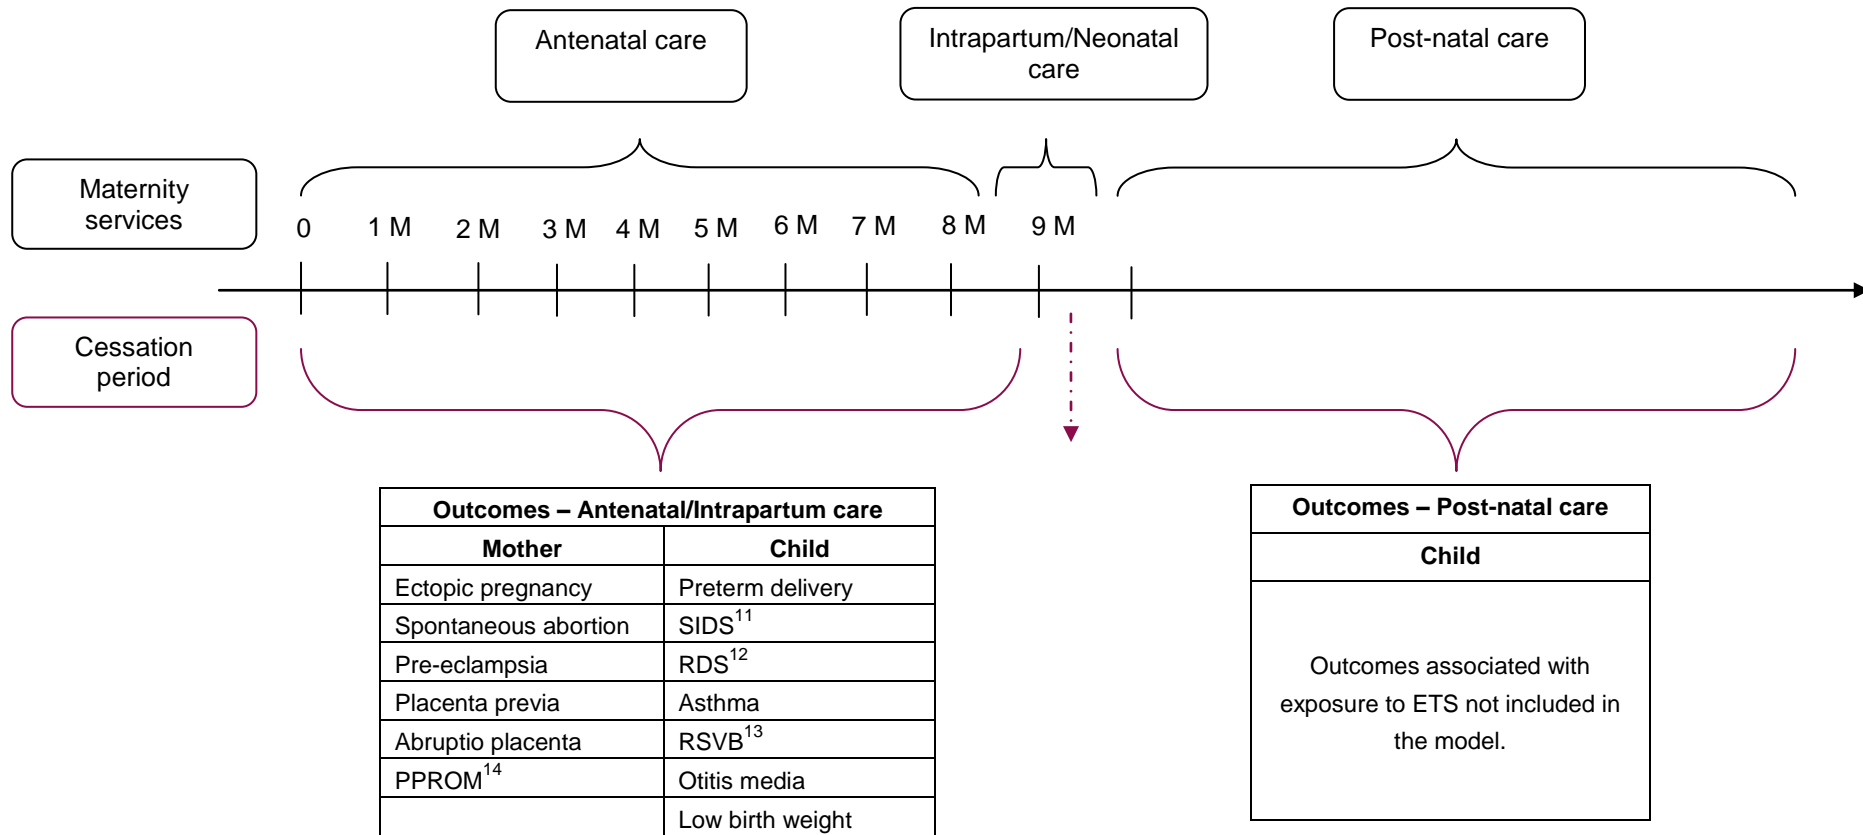 Antenatal care
Intrapartum/Neonatal
care
Post-natal care
Maternity
services
0 1 M 2 M 3 M 4 M 5 M 6 M 7 M 8 M 9 M
Cessation
period
Outcomes – Antenatal/Intrapartum care
Mother Child
Ectopic pregnancy Preterm delivery
Spontaneous abortion SIDS11
Pre-eclampsia RDS12
Placenta previa Asthma
Abruptio placenta RSVB13
PPROM14 Otitis media
Low birth weight
Outcomes – Post-natal care
Child
Outcomes associated with
exposure to ETS not included in
the model.